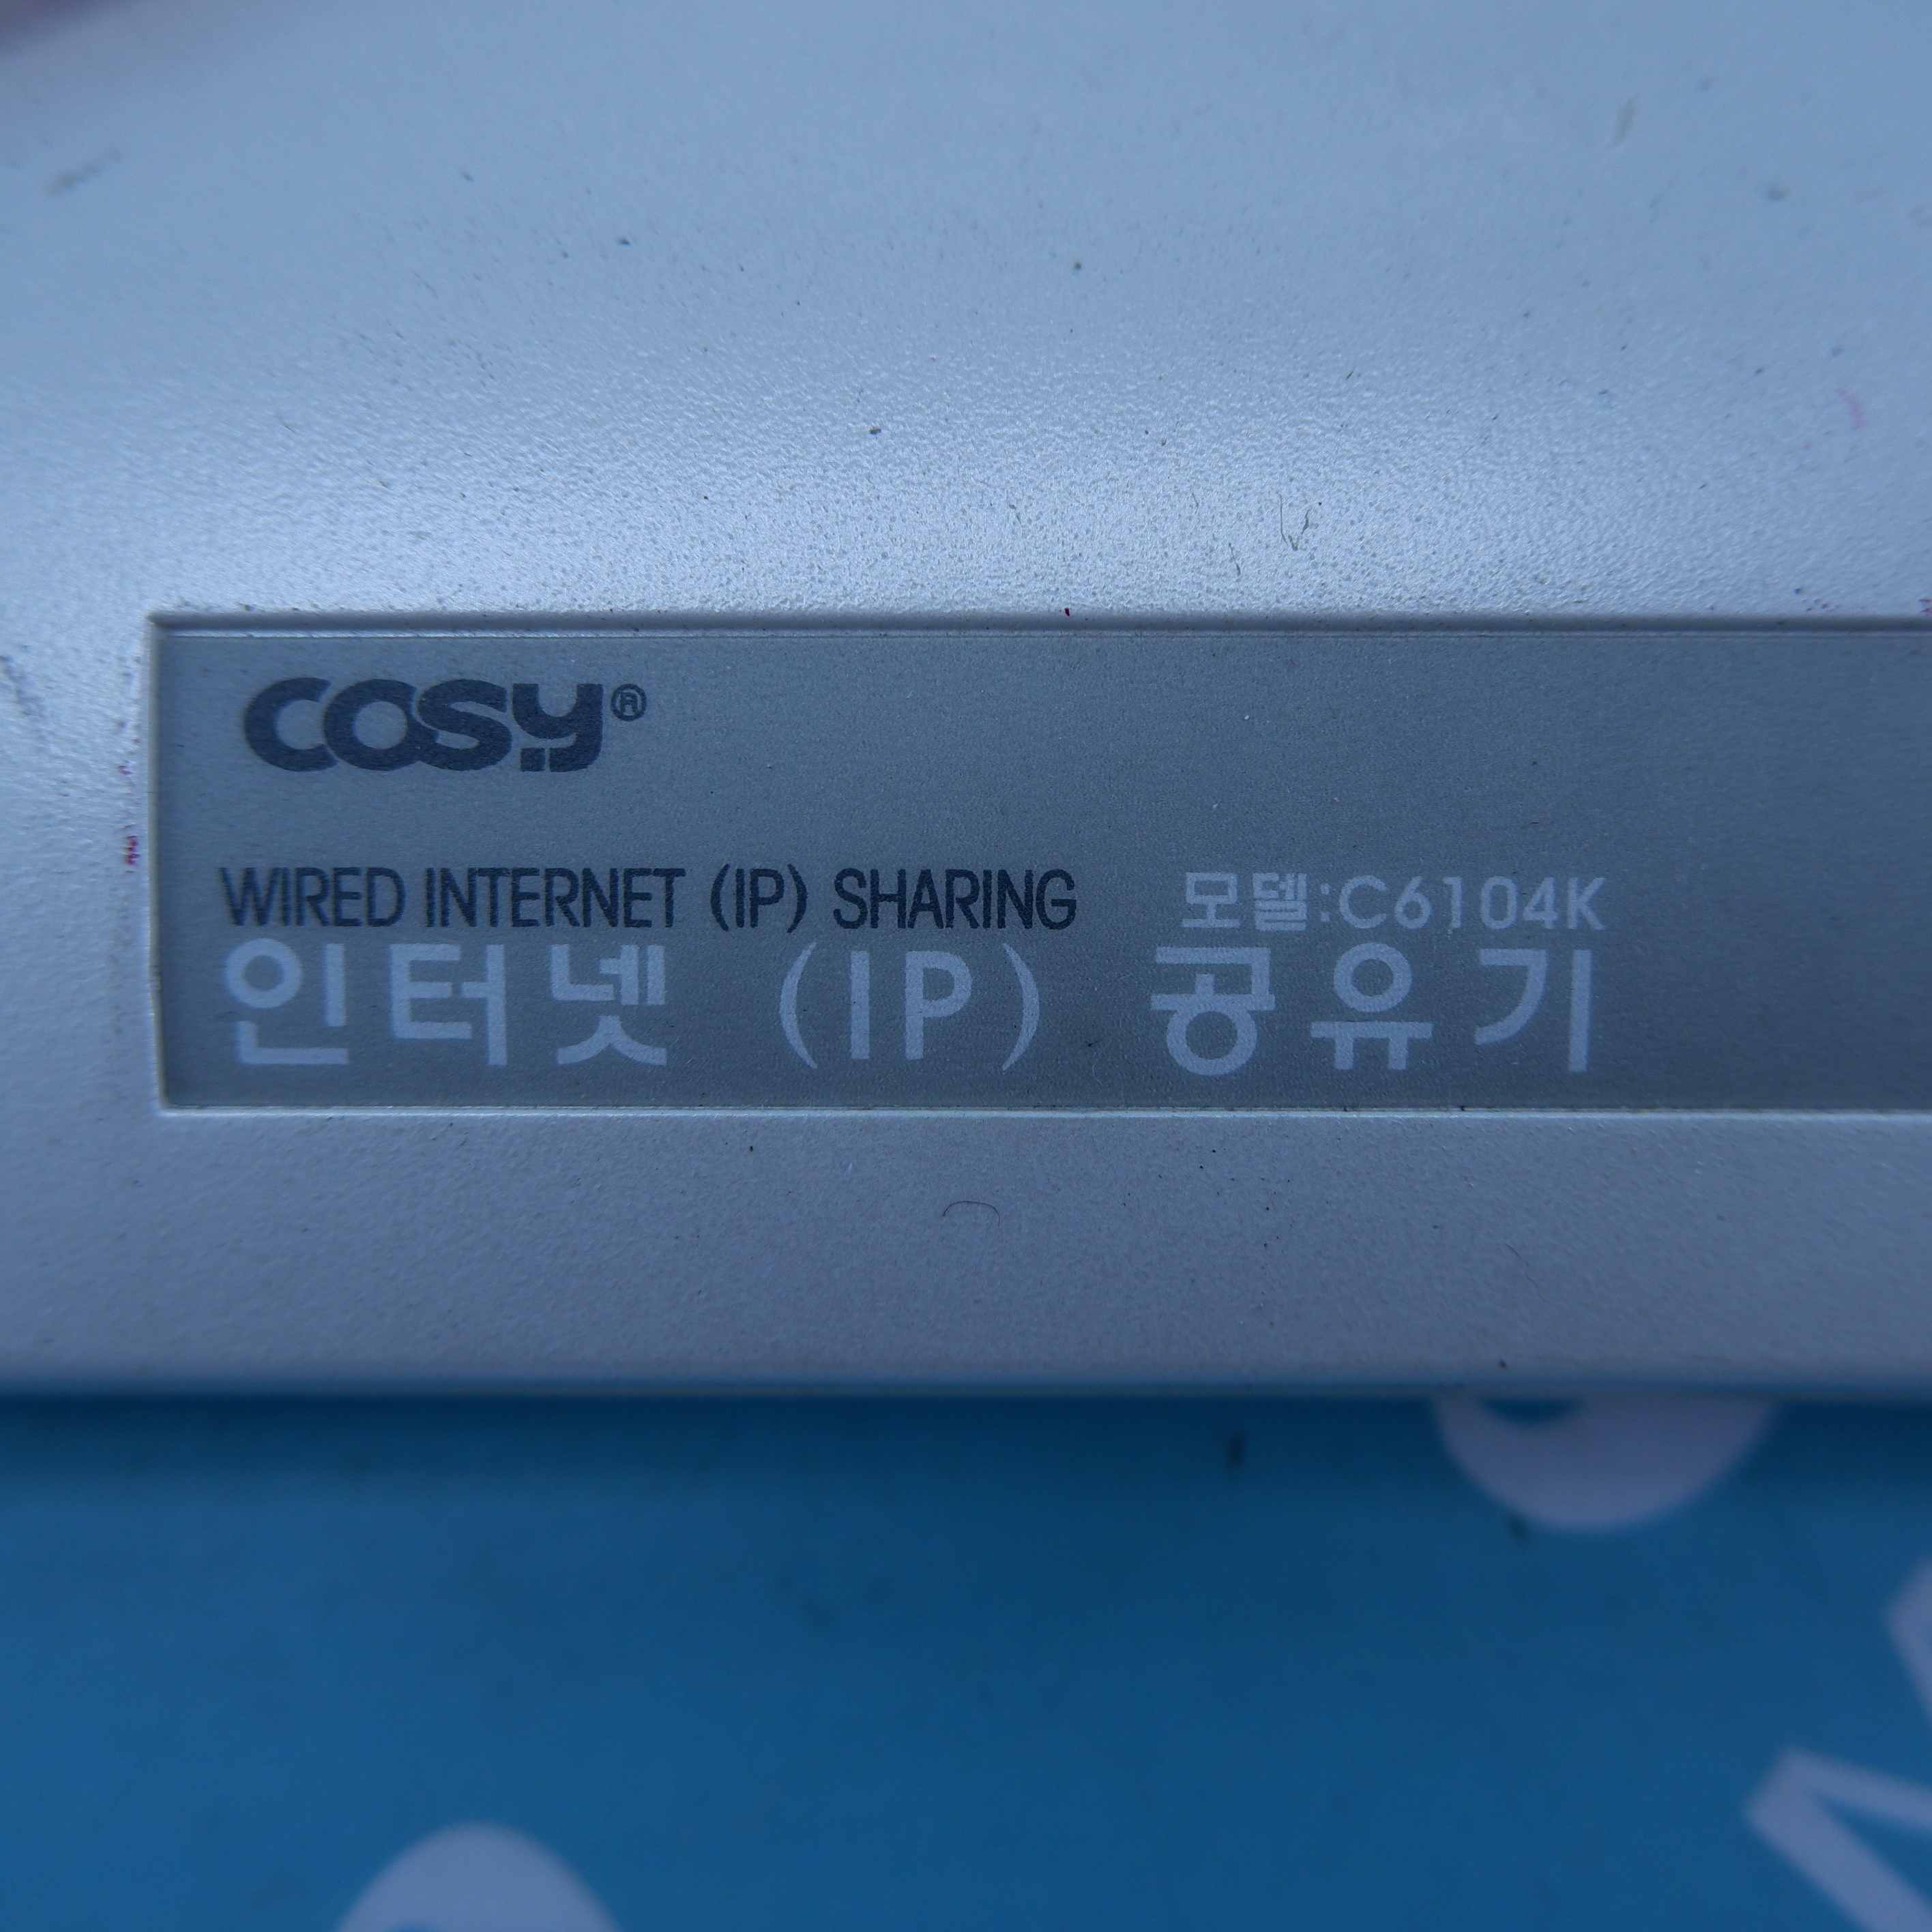 COSY®
WIRED INTERNET (IP) SHARING 모델:C6104K
인터넷 (IP) 공유기